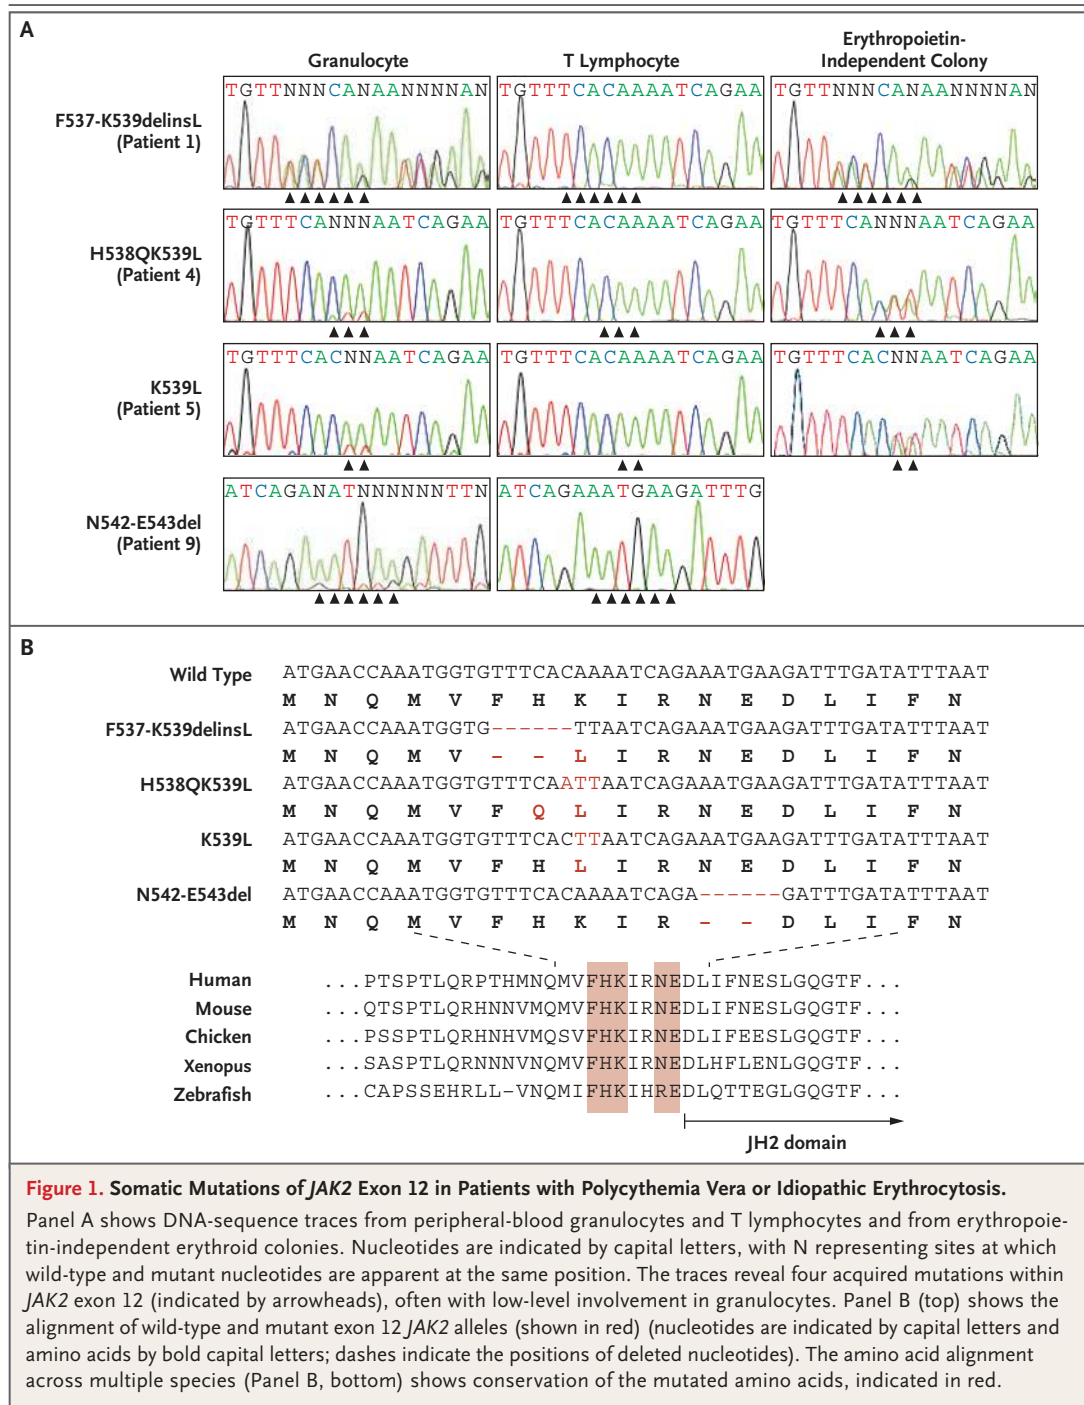 A
Granulocyte
T Lymphocyte
Erythropoietin-
Independent Colony
F537-K539delinsL
(Patient 1)
TGTTNNNCANAANNNNAN
TGTTTCACAAAATCAGAA
TGTTNNNCANAANNNNAN
H538QK539L
(Patient 4)
TGTTTCANNNAATCAGAA
TGTTTCACAAAATCAGAA
TGTTTCANNNAATCAGAA
K539L
(Patient 5)
TGTTTCACNNAATCAGAA
TGTTTCACAAAATCAGAA
TGTTTCACNNAATCAGAA
N542-E543del
(Patient 9)
ATCAGANATNNNNNNTTN
ATCAGAAATGAAGATTTG
B
Wild Type ATGAACCAAATGGTGTTTCACAAAATCAGAAATGAAGATTTGATATTTAAT
M N Q M V F H K I R N E D L I F N
F537-K539delinsL ATGAACCAAATGGTG------TTAATCAGAAATGAAGATTTGATATTTAAT
M N Q M V – – L I R N E D L I F N
H538QK539L ATGAACCAAATGGTGTTTCAATTAATCAGAAATGAAGATTTGATATTTAAT
M N Q M V F Q L I R N E D L I F N
K539L ATGAACCAAATGGTGTTTCACTTAATCAGAAATGAAGATTTGATATTTAAT
M N Q M V F H L I R N E D L I F N
N542-E543del ATGAACCAAATGGTGTTTCACAAAATCAGA------GATTTGATATTTAAT
M N Q M V F H K I R – – D L I F N
Human ...PTSPTLQRPTHMNQMVFHKIRNEDLIFNESLGQGTF...
Mouse ...QTSPTLQRHNNVMQMVFHKIRNEDLIFNESLGQGTF...
Chicken ...PSSPTLQRHNHVMQSVFHKIRNEDLIFEESLGQGTF...
Xenopus ...SASPTLQRNNNVNQMVFHKIRNEDLHFLENLGQGTF...
Zebrafish ...CAPSSEHRLL–VNQMIFHKIHREDLQTTEGLGQGTF...
JH2 domain
Figure 1. Somatic Mutations of JAK2 Exon 12 in Patients with Polycythemia Vera or Idiopathic Erythrocytosis.
Panel A shows DNA-sequence traces from peripheral-blood granulocytes and T lymphocytes and from erythropoie-
tin-independent erythroid colonies. Nucleotides are indicated by capital letters, with N representing sites at which
wild-type and mutant nucleotides are apparent at the same position. The traces reveal four acquired mutations within
JAK2 exon 12 (indicated by arrowheads), often with low-level involvement in granulocytes. Panel B (top) shows the
alignment of wild-type and mutant exon 12 JAK2 alleles (shown in red) (nucleotides are indicated by capital letters and
amino acids by bold capital letters; dashes indicate the positions of deleted nucleotides). The amino acid alignment
across multiple species (Panel B, bottom) shows conservation of the mutated amino acids, indicated in red.